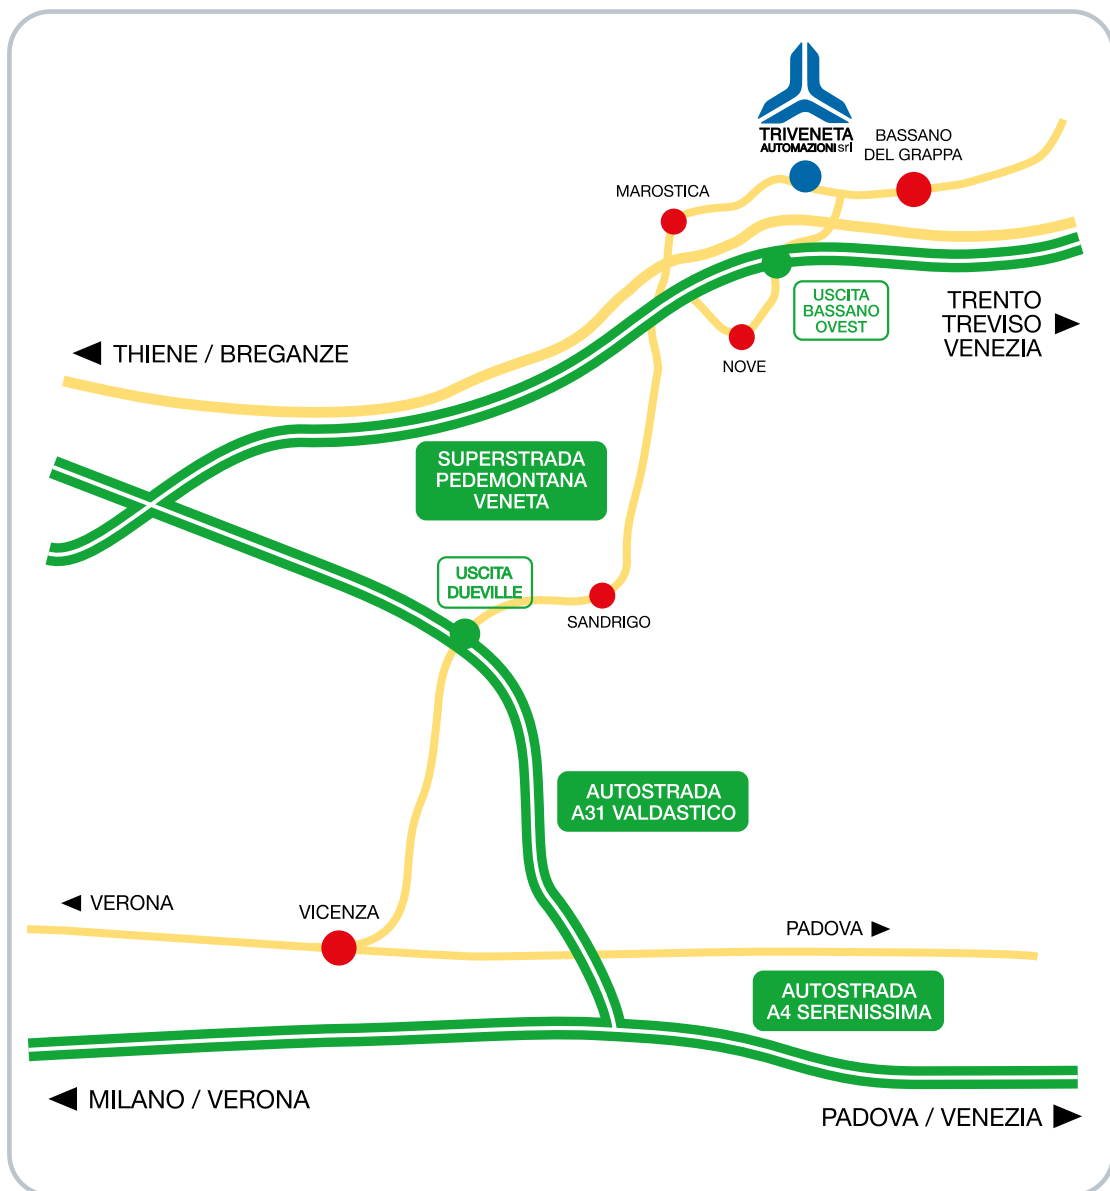 TRIVENETA
AUTOMAZIONI srl
BASSANO
DEL GRAPPA
MAROSTICA
USCITA
BASSANO
OVEST
TRENTO
TREVISO
VENEZIA
THIENE / BREGANZE
NOVE
SUPERSTRADA
PEDEMONTANA
VENETA
USCITA
DUEVILLE
SANDRIGO
AUTOSTRADA
A31 VALDASTICO
VERONA
VICENZA
PADOVA
AUTOSTRADA
A4 SERENISSIMA
MILANO / VERONA
PADOVA / VENEZIA